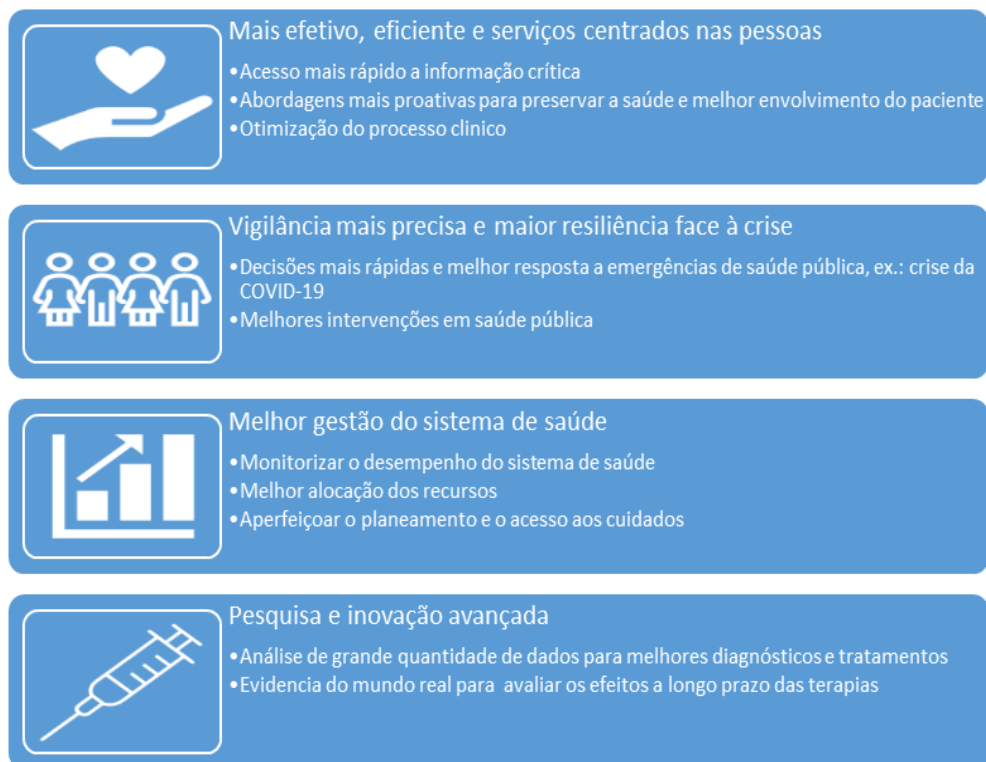 Mais efetivo, eficiente e serviços centrados nas pessoas
•Acesso mais rápido a informação crítica
•Abordagens mais proativas para preservar a saúde e melhor envolvimento do paciente
•Otimização do processo clinico
Vigilância mais precisa e maior resiliência face à crise
•Decisões mais rápidas e melhor resposta a emergências de saúde pública, ex.: crise da
COVID-19
•Melhores intervenções em saúde pública
Melhor gestão do sistema de saúde
•Monitorizar o desempenho do sistema de saúde
•Melhor alocação dos recursos
•Aperfeiçoar o planeamento e o acesso aos cuidados
Pesquisa e inovação avançada
•Análise de grande quantidade de dados para melhores diagnósticos e tratamentos
•Evidencia do mundo real para avaliar os efeitos a longo prazo das terapias